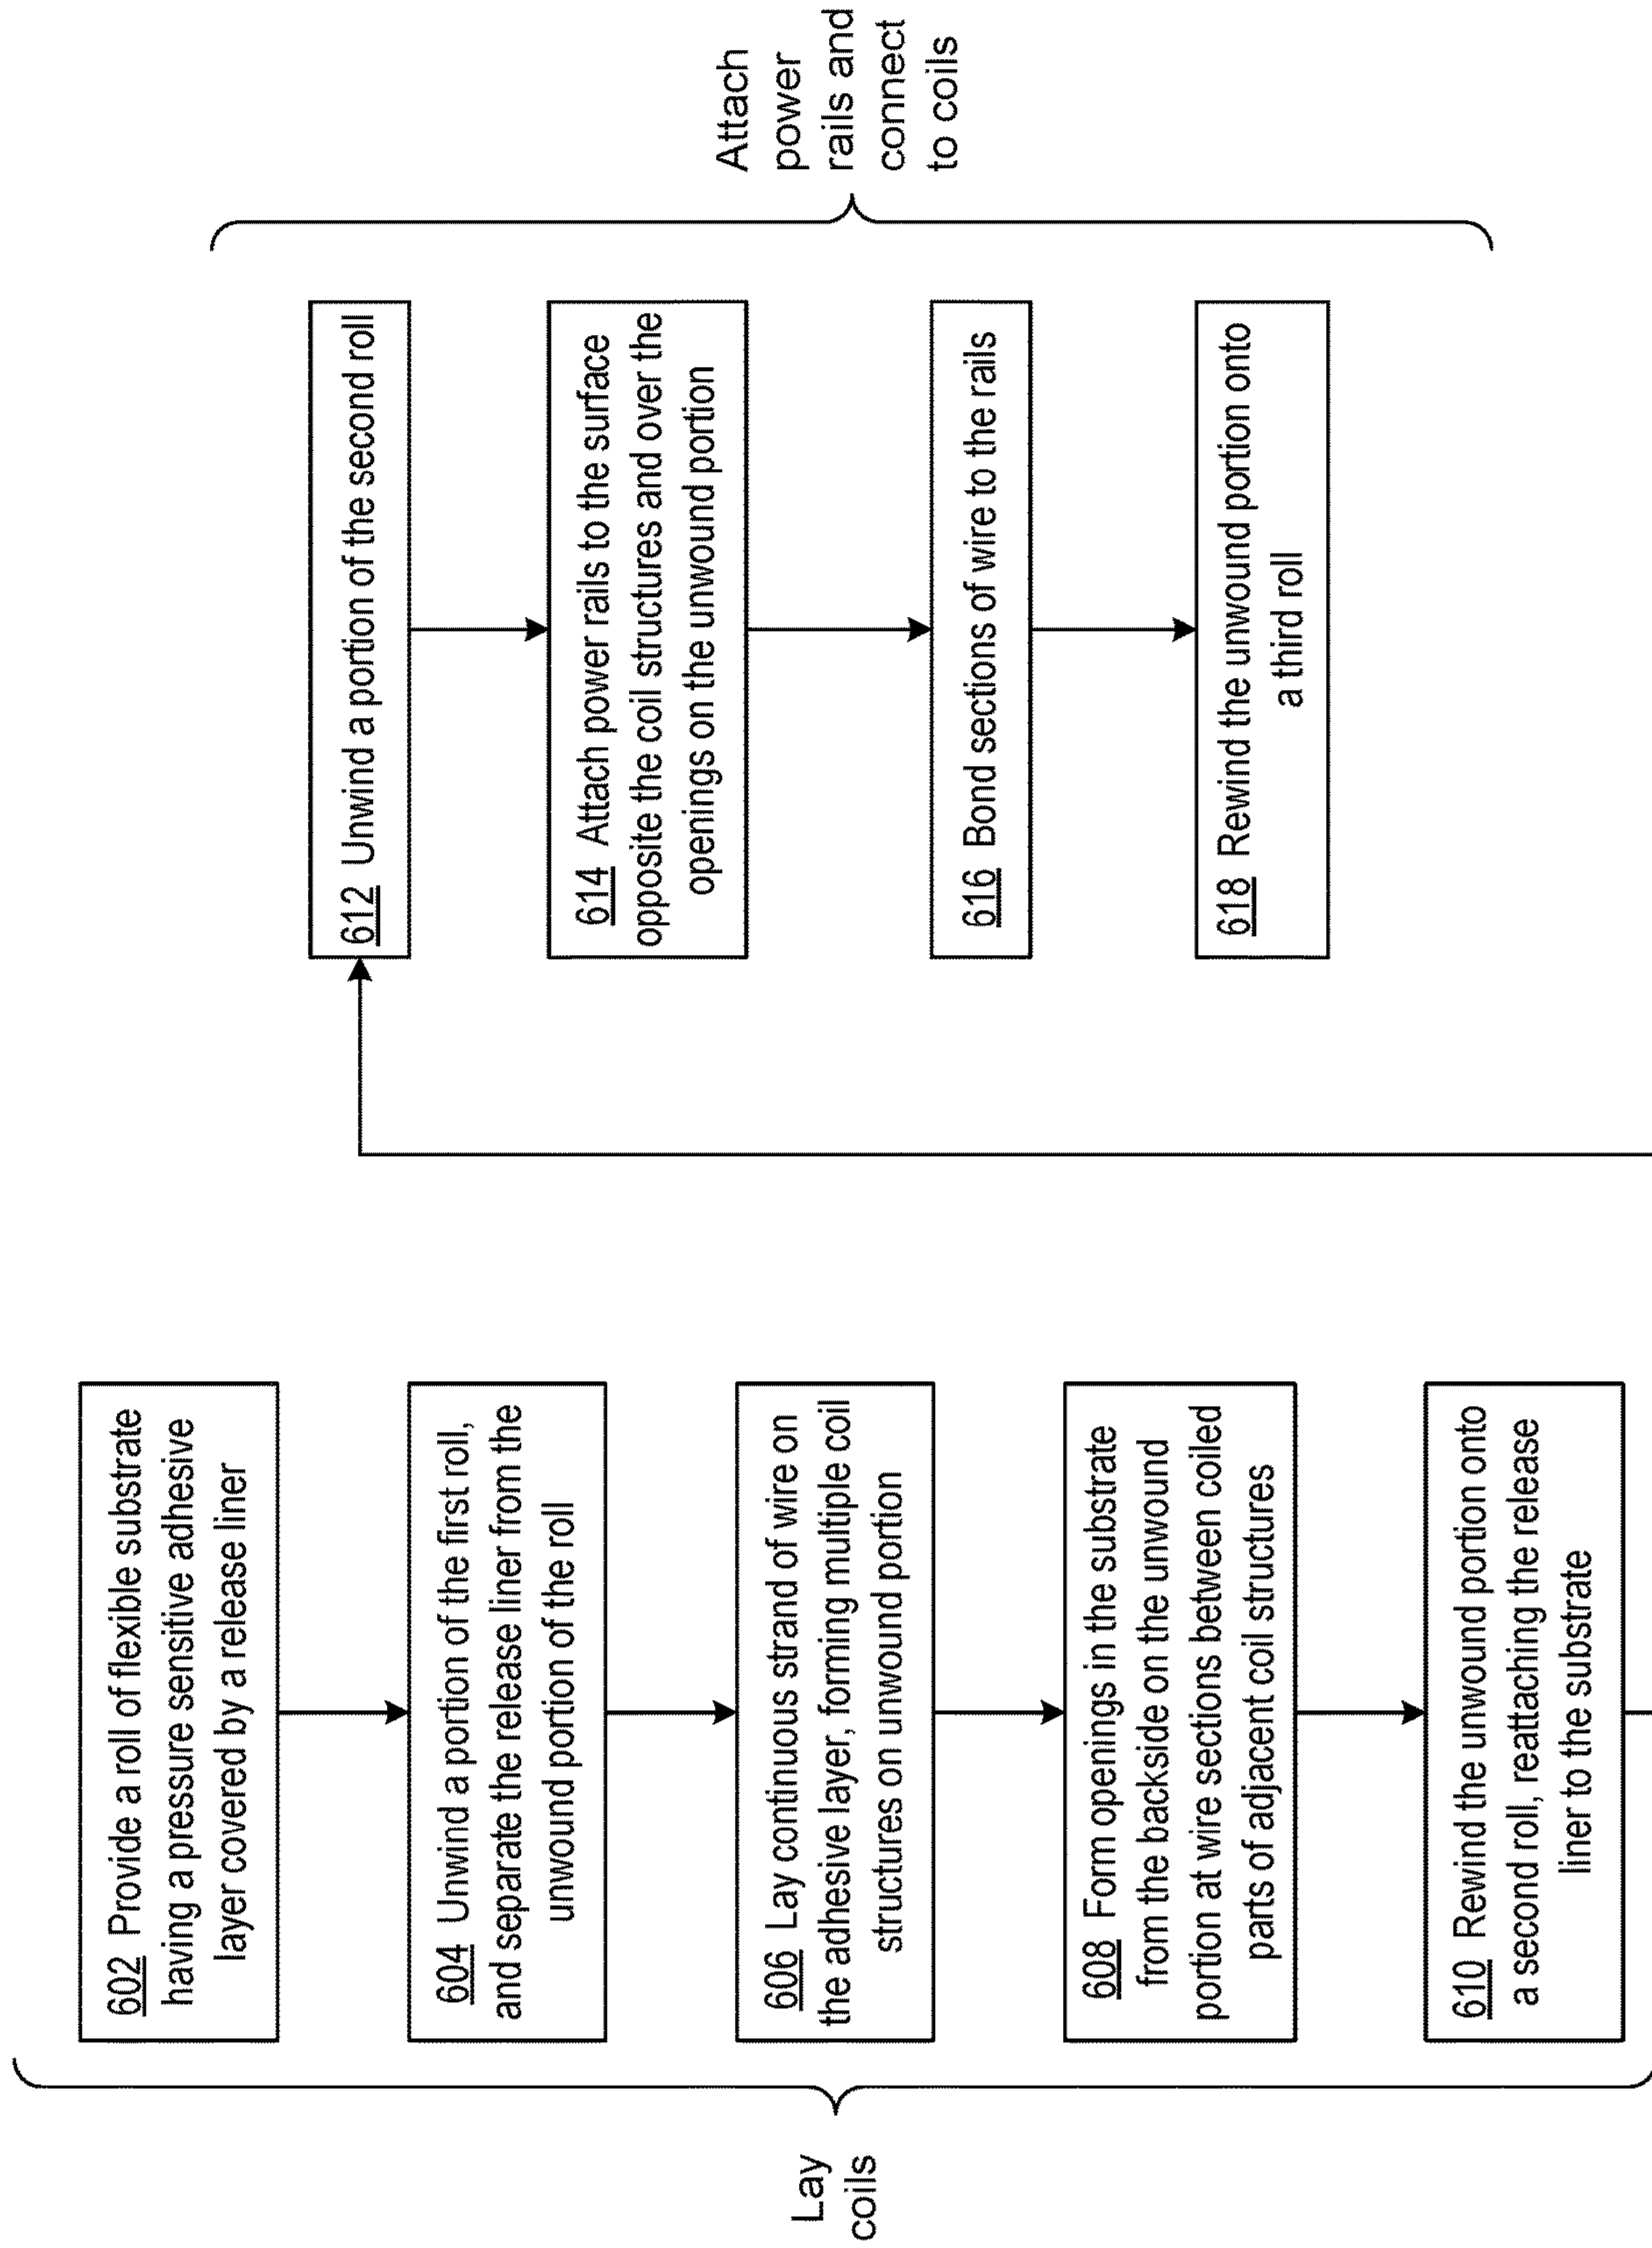 Lay
coils
602 Provide a roll of flexible substrate
having a pressure sensitive adhesive
layer covered by a release liner
604 Unwind a portion of the first roll,
and separate the release liner from the
unwound portion of the roll
606 Lay continuous strand of wire on
the adhesive layer, forming multiple coil
structures on unwound portion
608 Form openings in the substrate
from the backside on the unwound
portion at wire sections between coiled
parts of adjacent coil structures
610 Rewind the unwound portion onto
a second roll, reattaching the release
liner to the substrate
612 Unwind a portion of the second roll
614 Attach power rails to the surface
opposite the coil structures and over the
openings on the unwound portion
616 Bond sections of wire to the rails
618 Rewind the unwound portion onto
a third roll
Attach
power
rails and
connect
to coils